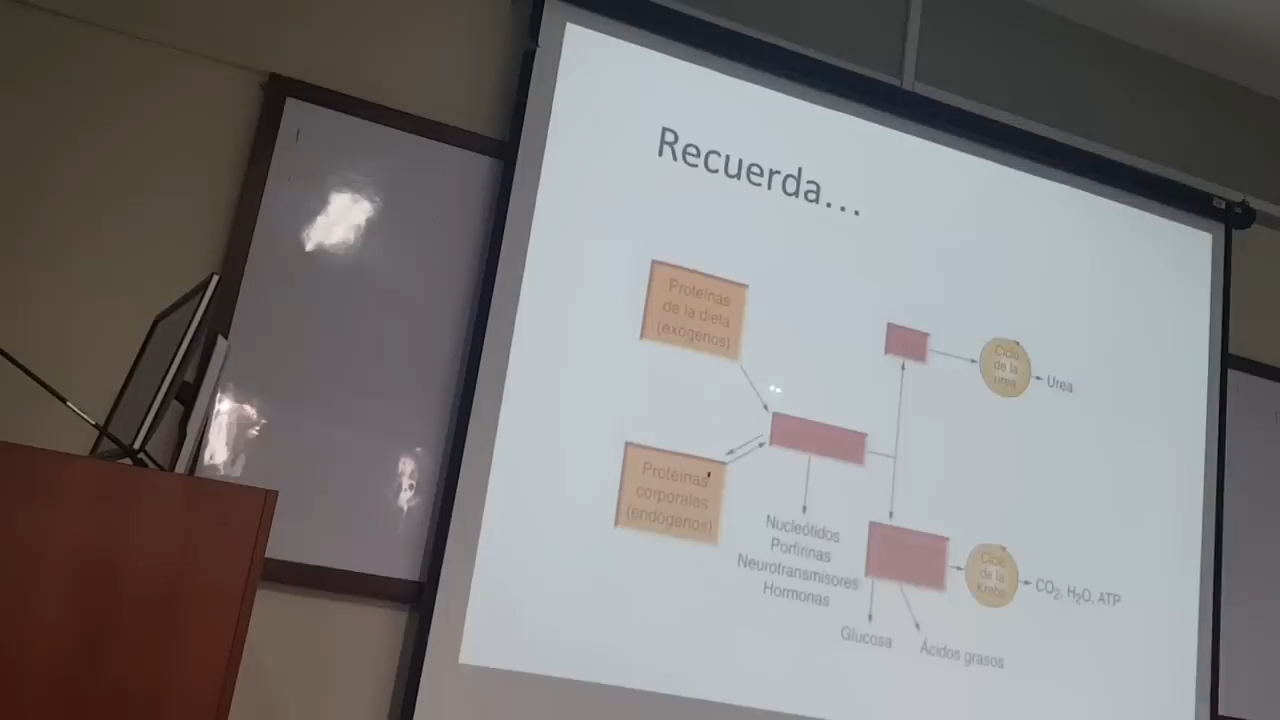 Recuerda...
Proteínas
de la dieta
(exógenos)
Proteínas
corporales
(endógenos)
Nucleótidos
Porfirinas
Neurotransmisores
Hormonas
Ciclo
de la
urea
Urea
Ciclo
de la
Krebs
CO₂, H₂O, ATP
Glucosa
Ácidos grasos